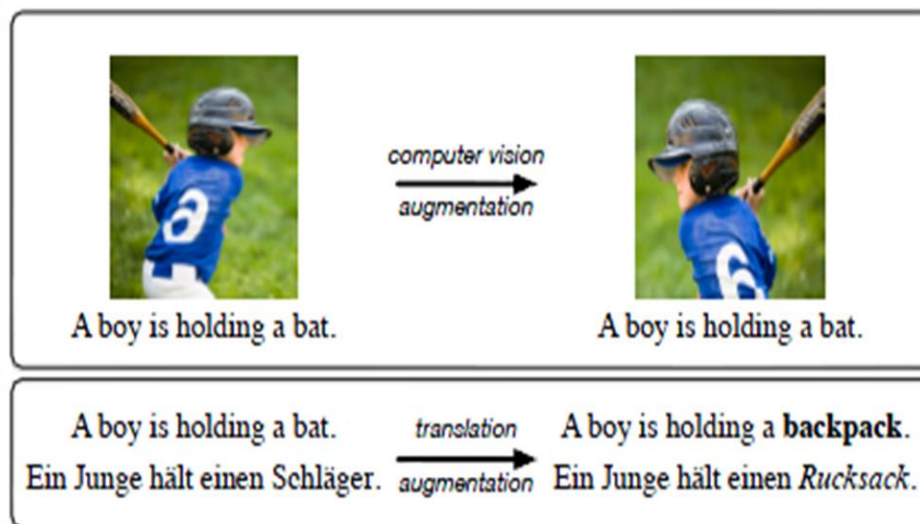 computer vision
augmentation
A boy is holding a bat.
A boy is holding a bat.
A boy is holding a bat.
Ein Junge hält einen Schläger.
translation
augmentation
A boy is holding a backpack.
Ein Junge hält einen Rucksack.